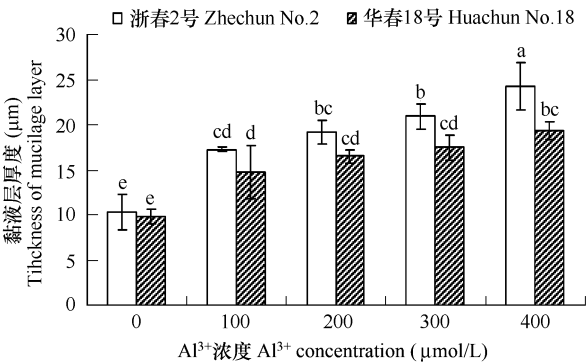 浙春2号 Zhechun No.2 华春18号 Huachun No.18
黏液层厚度 (μm)
Tihckness of mucilage layer
30
25
20
15
10
5
0
e e cd d bc cd b cd a bc
0 100 200 300 400
Al³⁺浓度 Al³⁺ concentration (μmol/L)